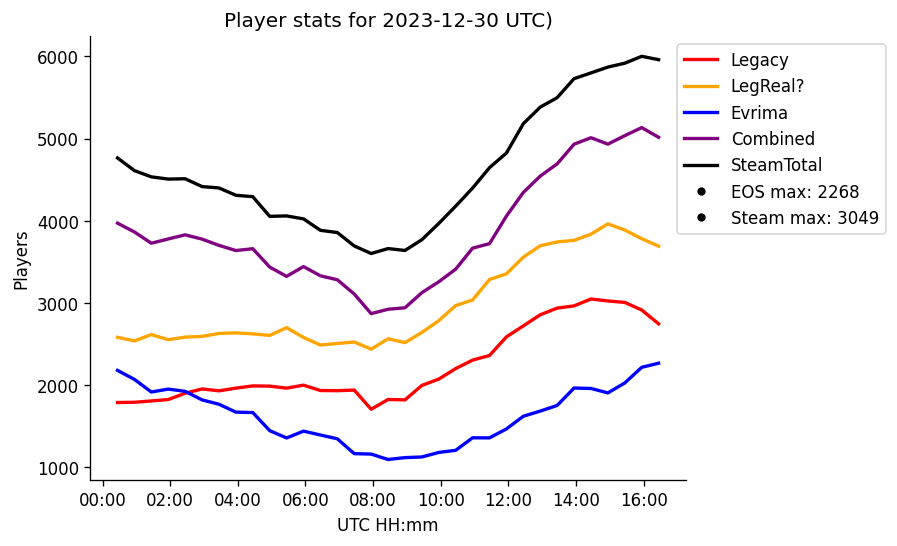 Player stats for 2023-12-30 UTC)
Players
6000
5000
4000
3000
2000
1000
00:00 02:00 04:00 06:00 08:00 10:00 12:00 14:00 16:00
UTC HH:mm
Legacy
LegReal?
Evrima
Combined
SteamTotal
EOS max: 2268
Steam max: 3049